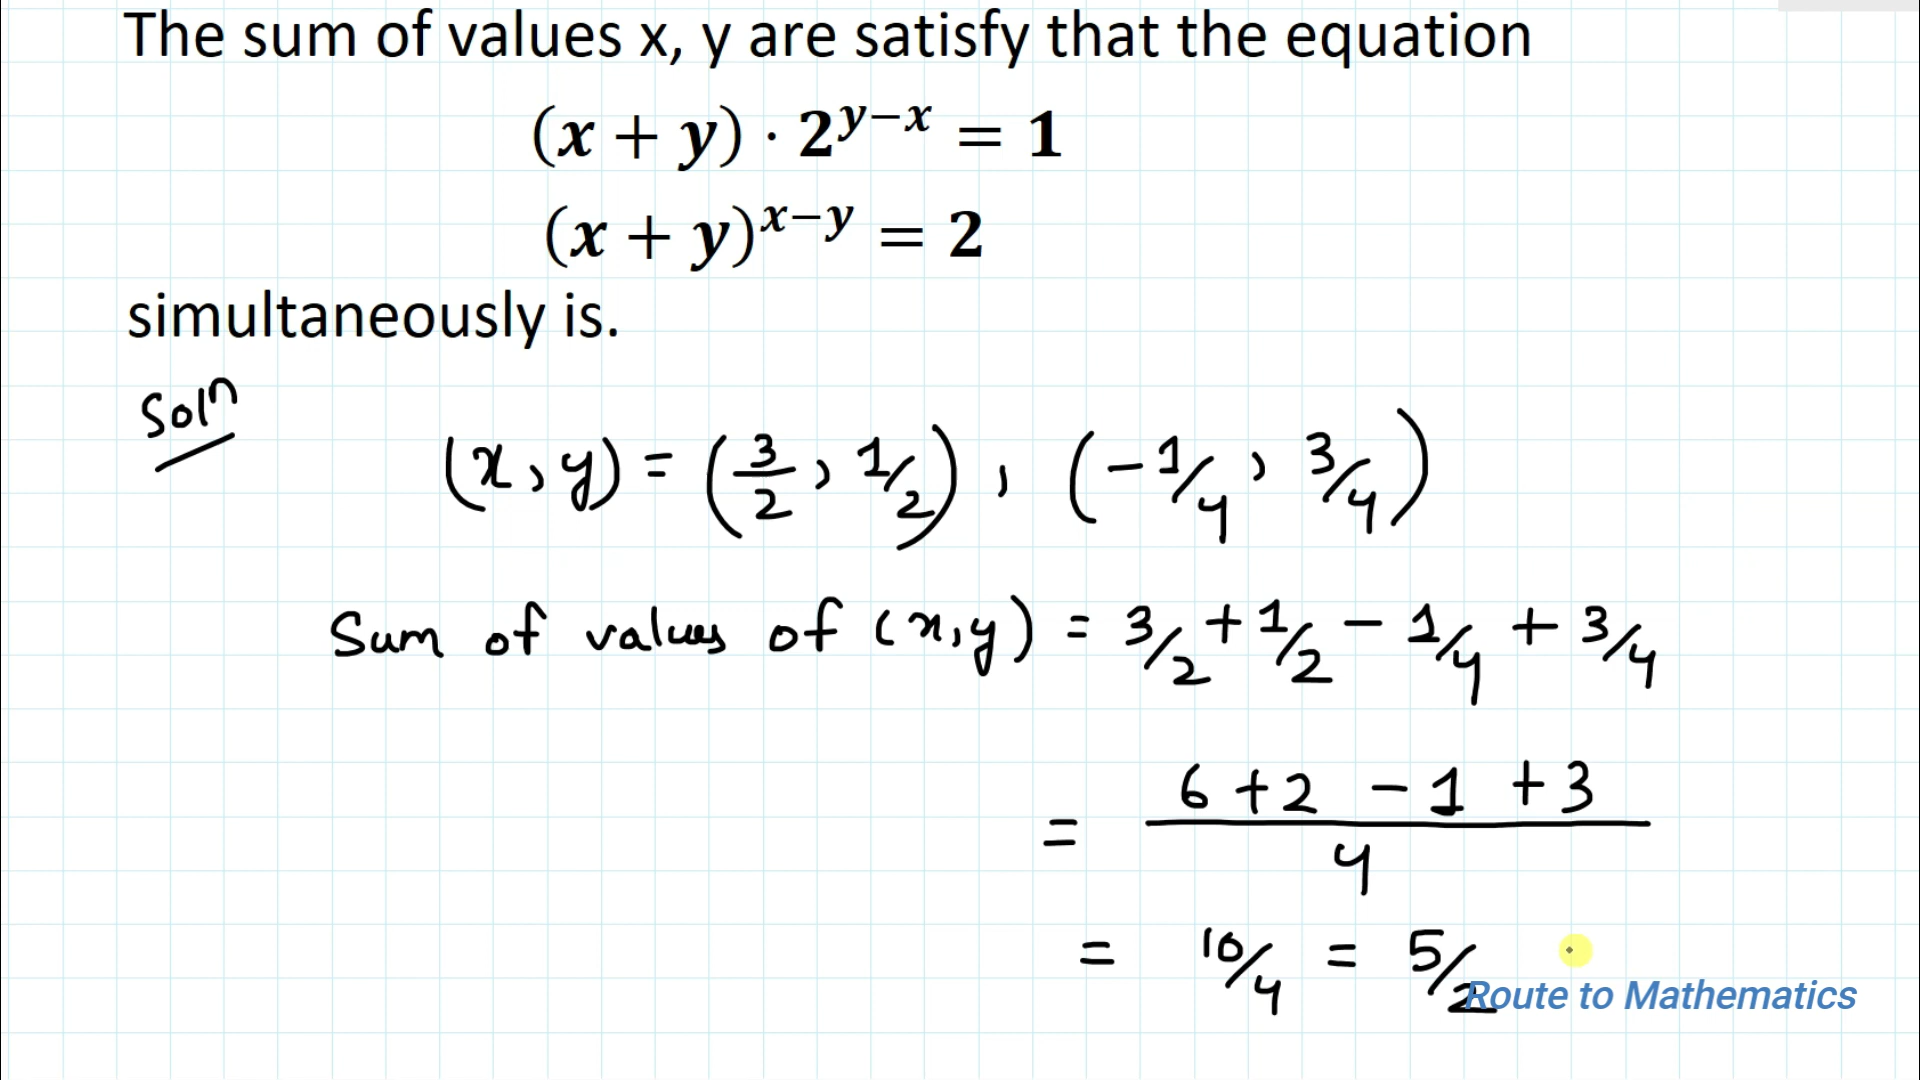 The sum of values x, y are satisfy that the equation
(x + y) · 2^{y−x} = 1
(x + y)^{x−y} = 2
simultaneously is.
Soln
(x, y) = (3/2, 1/2), (-1/4, 3/4)
Sum of values of (x, y) = 3/2 + 1/2 - 1/4 + 3/4
= (6 + 2 - 1 + 3)/4
= 10/4 = 5/2
Route to Mathematics